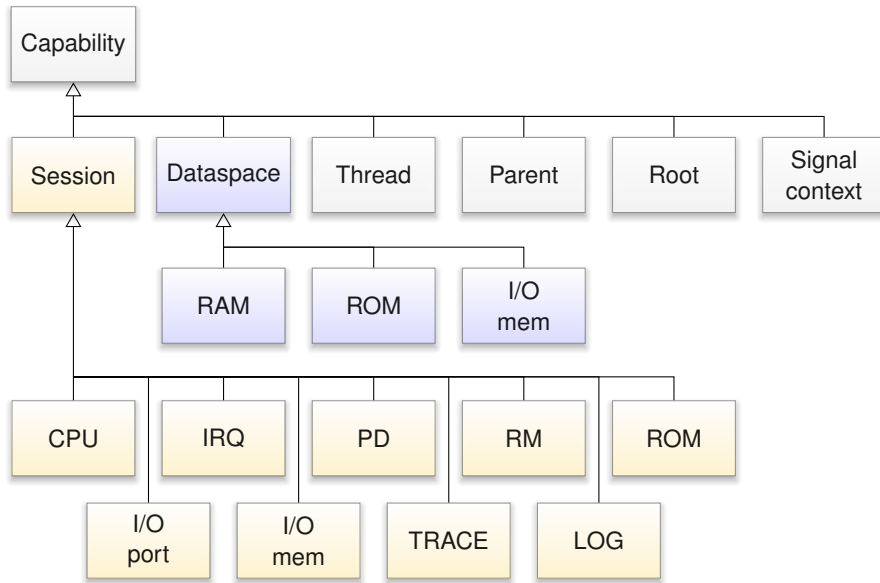 Capability
Session
Dataspace
Thread
Parent
Root
Signal
context
RAM
ROM
I/O
mem
CPU
IRQ
PD
RM
ROM
I/O
port
I/O
mem
TRACE
LOG